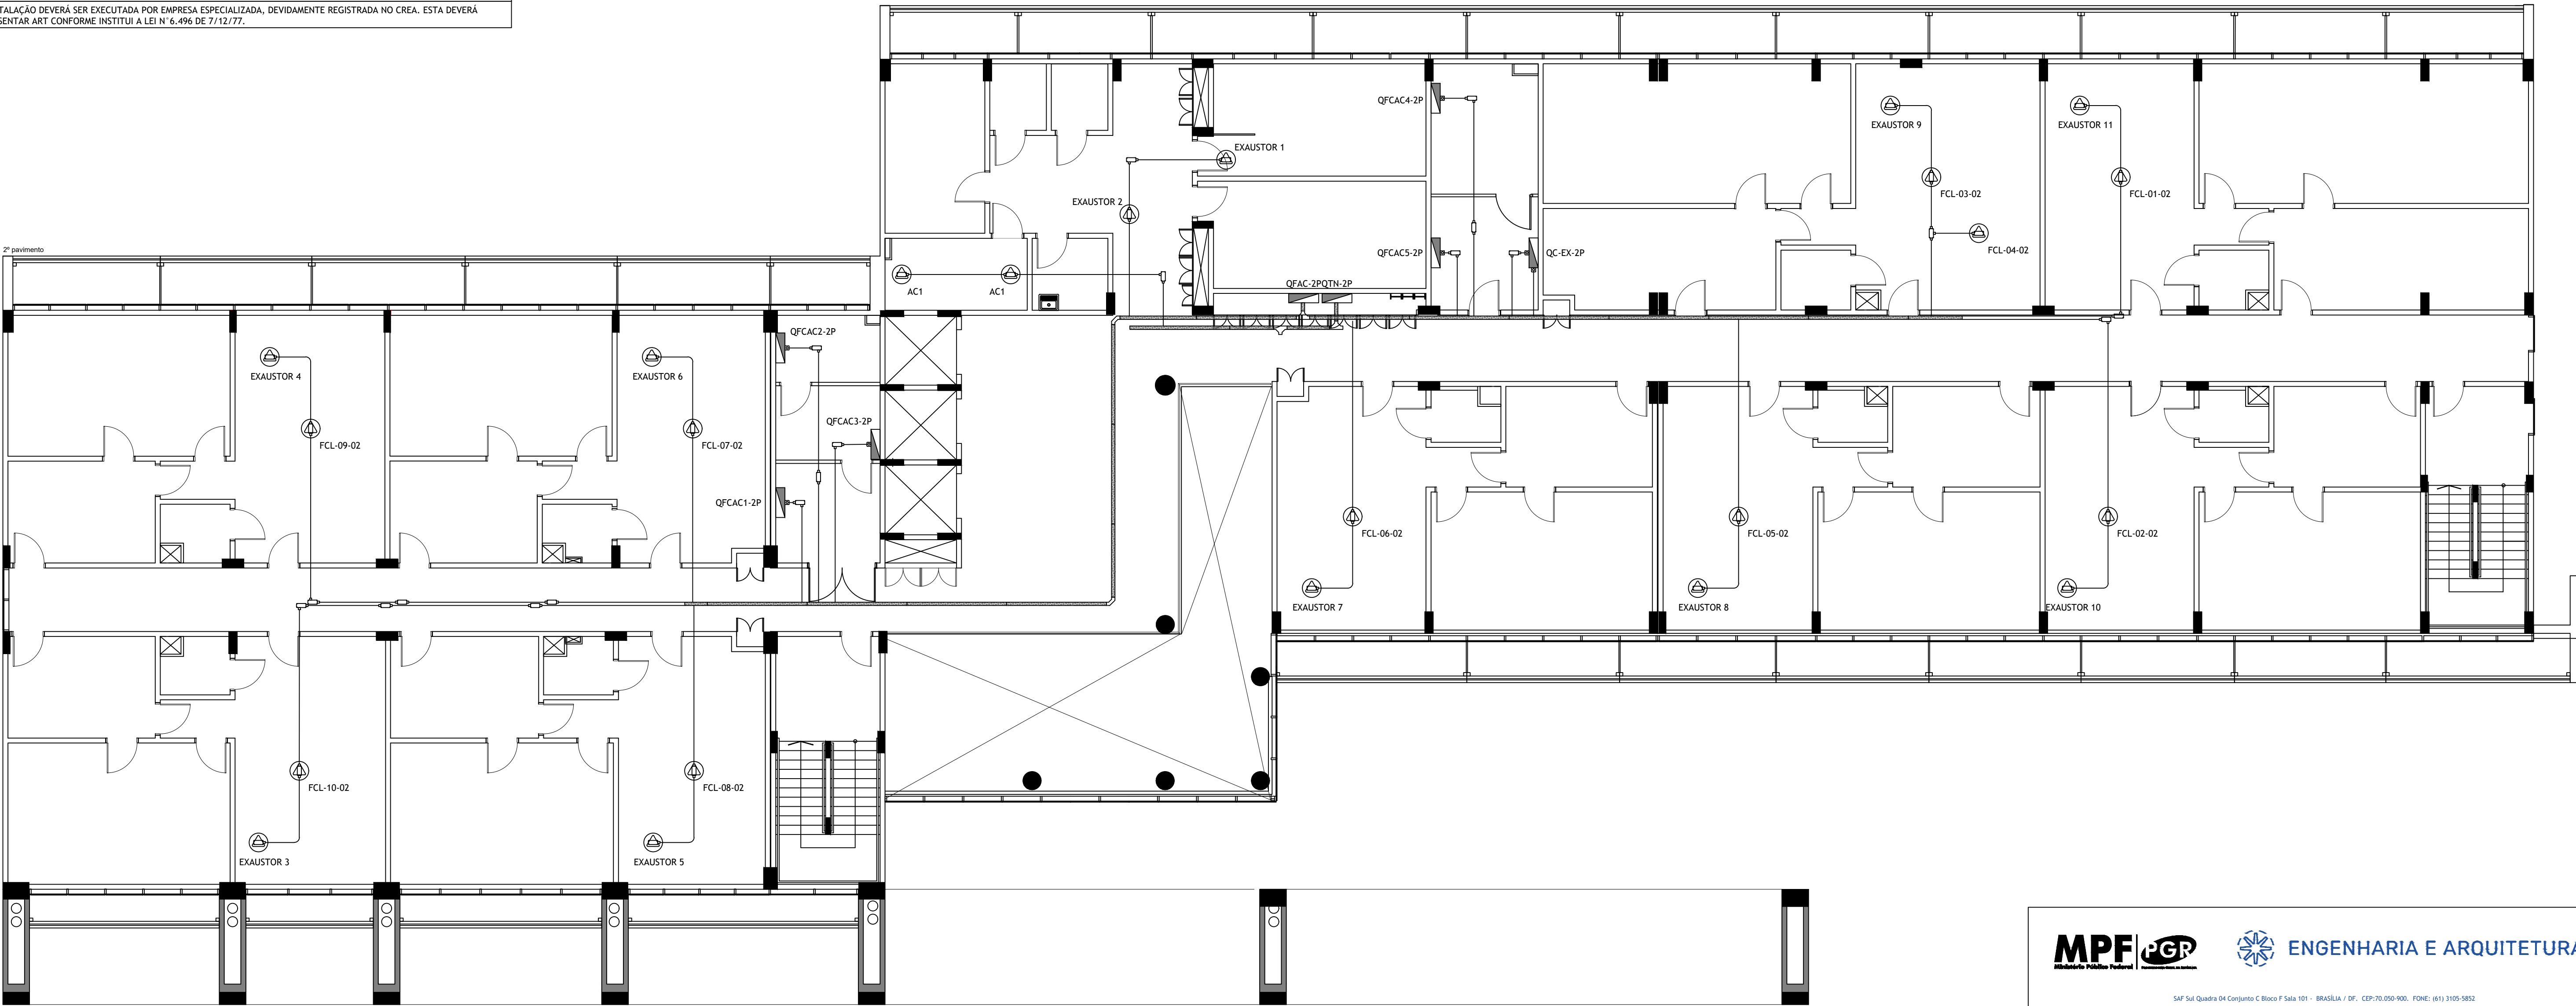 TALAÇÃO DEVERÁ SER EXECUTADA POR EMPRESA ESPECIALIZADA, DEVIDAMENTE REGISTRADA NO CREA. ESTA DEVERÁ
SENTAR ART CONFORME INSTITUI A LEI N°6.496 DE 7/12/77.
QFCAC4-2P
EXAUSTOR 9
EXAUSTOR 11
EXAUSTOR 1
EXAUSTOR 2
FCL-03-02
FCL-01-02
2º pavimento
QFCAC5-2P
QC-EX-2P
FCL-04-02
AC1
AC1
QFAC-2PQTN-2P
QFCAC2-2P
EXAUSTOR 4
EXAUSTOR 6
QFCAC3-2P
FCL-09-02
FCL-07-02
QFCAC1-2P
FCL-06-02
FCL-05-02
FCL-02-02
EXAUSTOR 7
EXAUSTOR 8
EXAUSTOR 10
FCL-10-02
FCL-08-02
EXAUSTOR 3
EXAUSTOR 5
MPF PGR
Ministério Público Federal
ENGENHARIA E ARQUITETURA
SAF Sul Quadra 04 Conjunto C Bloco F Sala 101 - BRASÍLIA / DF. CEP:70.050-900. FONE: (61) 3105-5852